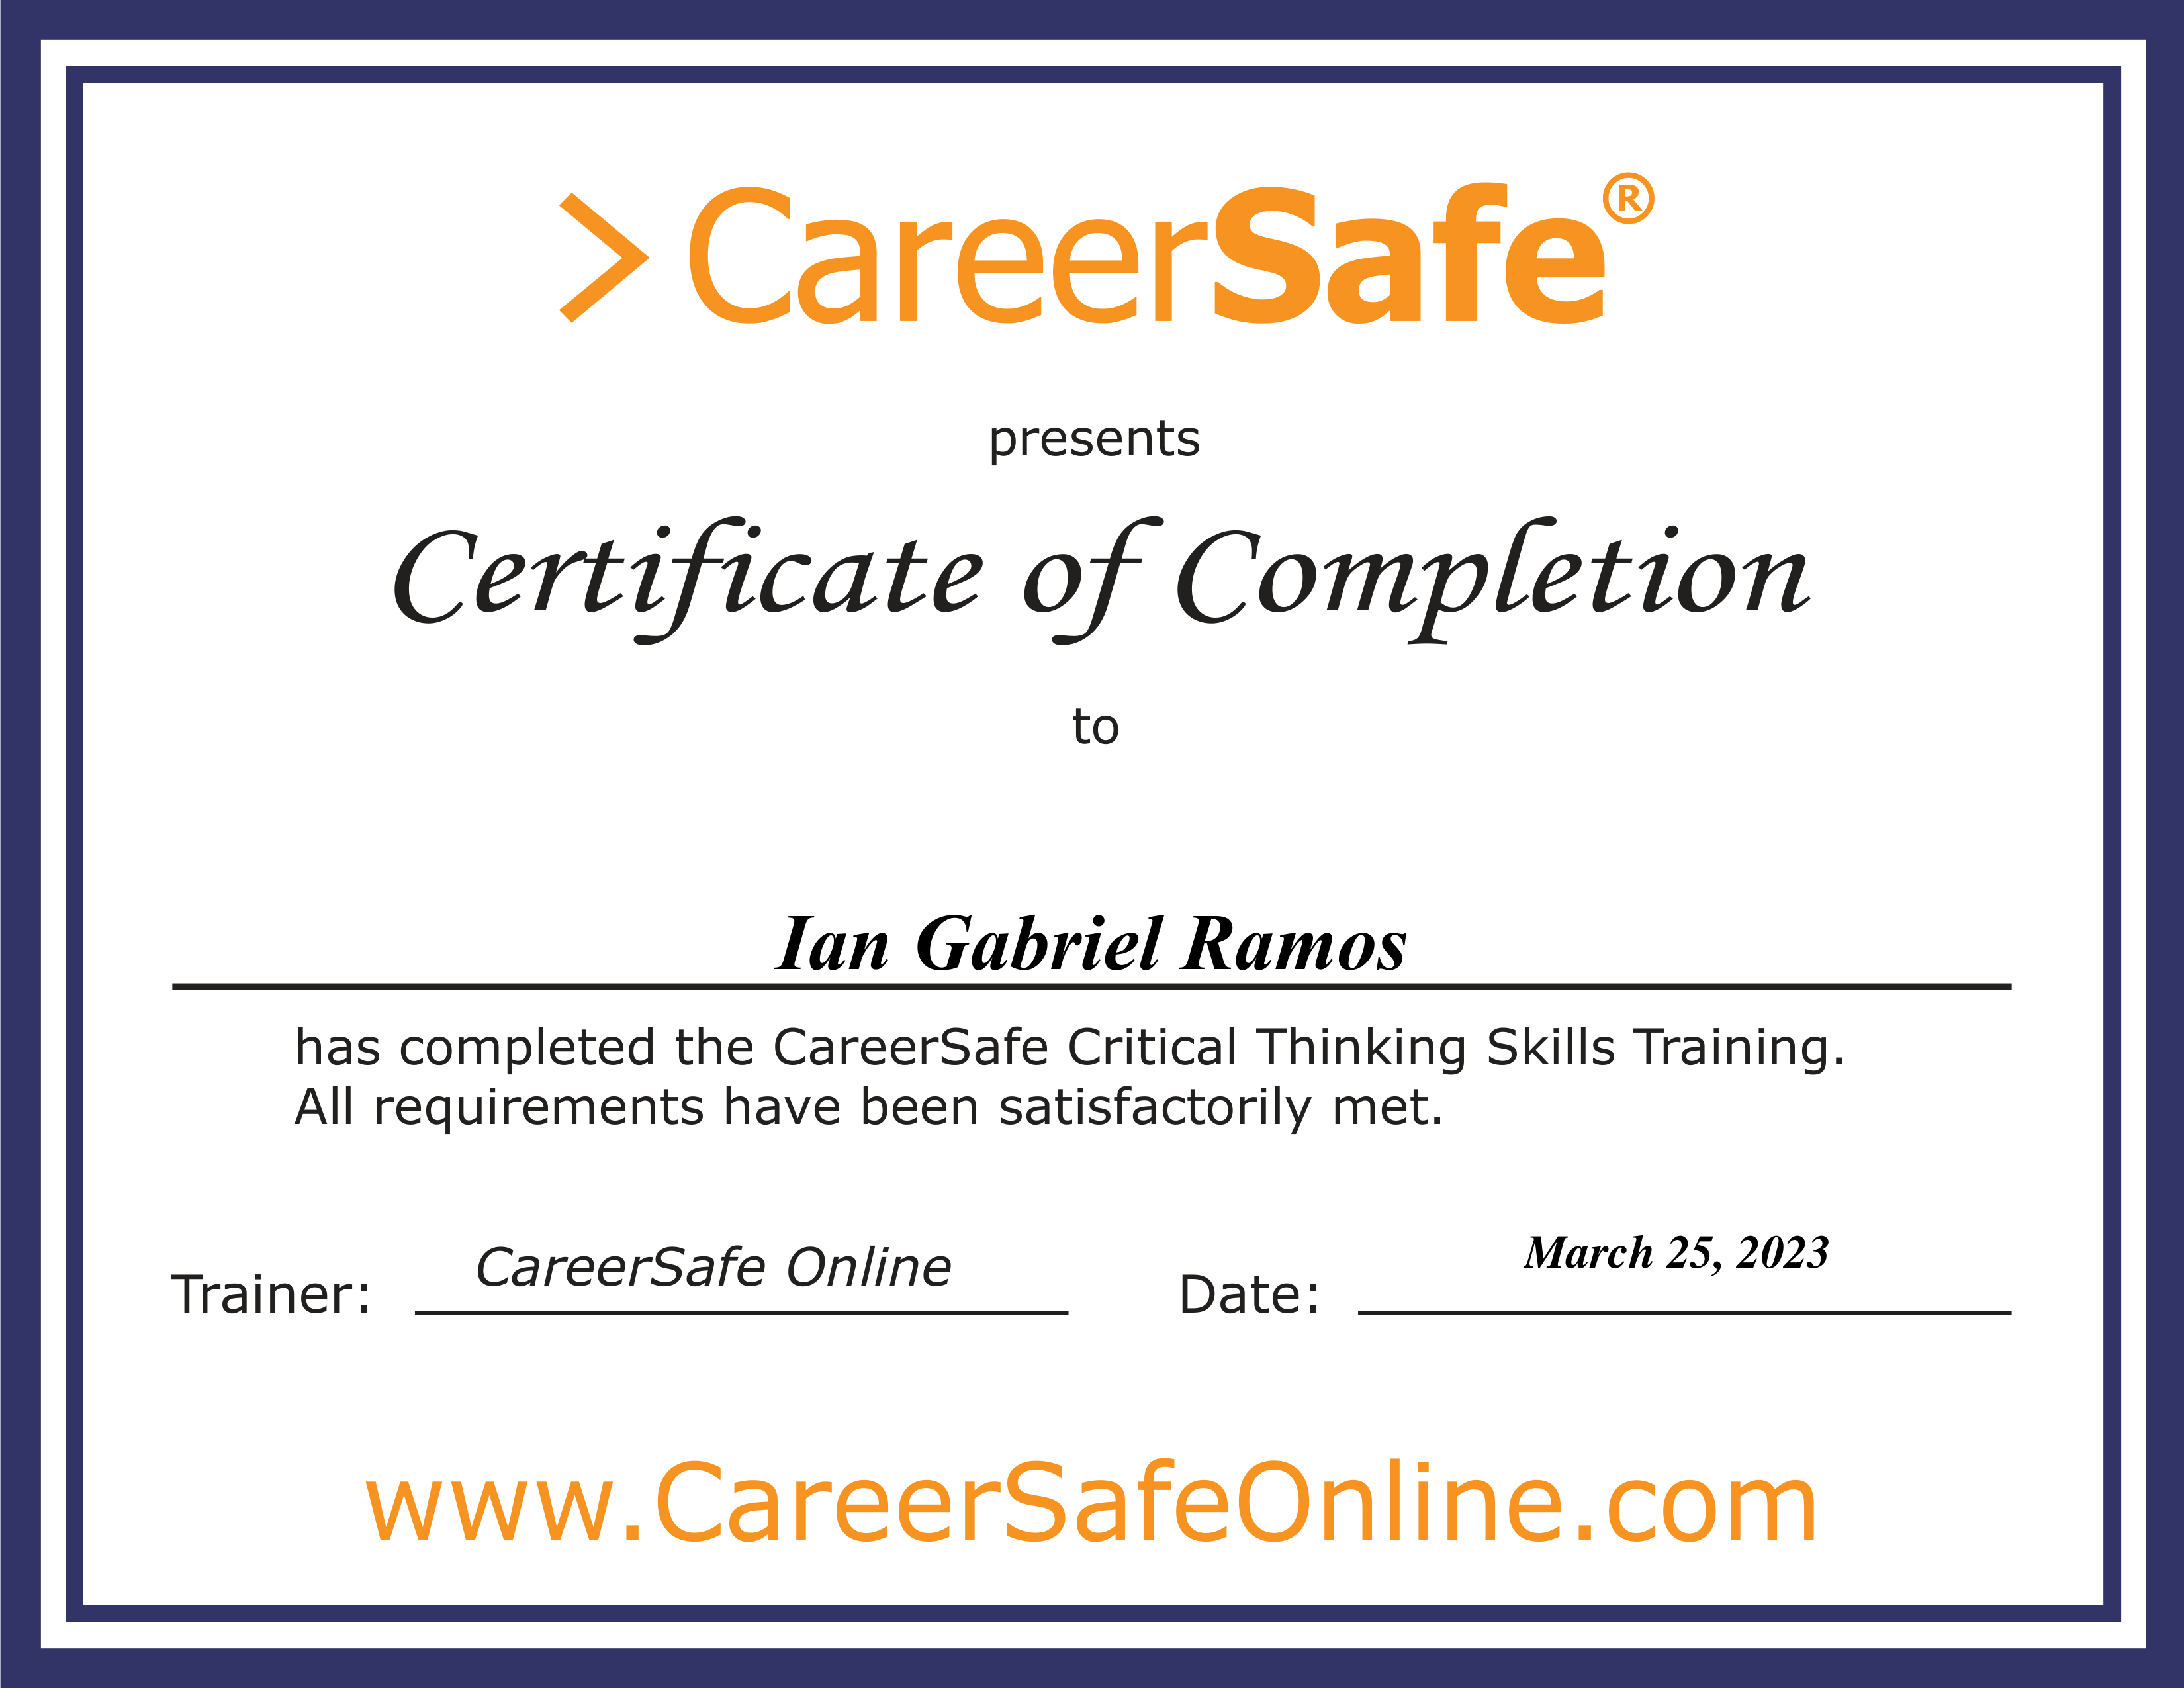 > CareerSafe®
presents
Certificate of Completion
to
Ian Gabriel Ramos
has completed the CareerSafe Critical Thinking Skills Training.
All requirements have been satisfactorily met.
Trainer: CareerSafe Online Date: March 25, 2023
www.CareerSafeOnline.com